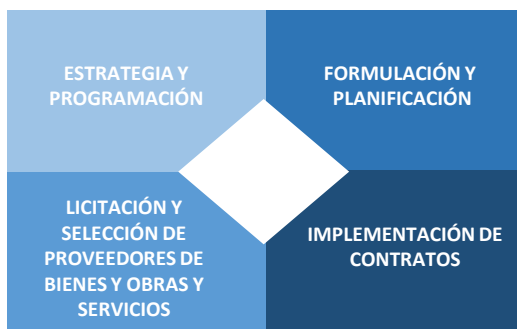 ESTRATEGIA Y
PROGRAMACIÓN
FORMULACIÓN Y
PLANIFICACIÓN
LICITACIÓN Y
SELECCIÓN DE
PROVEEDORES DE
BIENES Y OBRAS Y
SERVICIOS
IMPLEMENTACIÓN DE
CONTRATOS